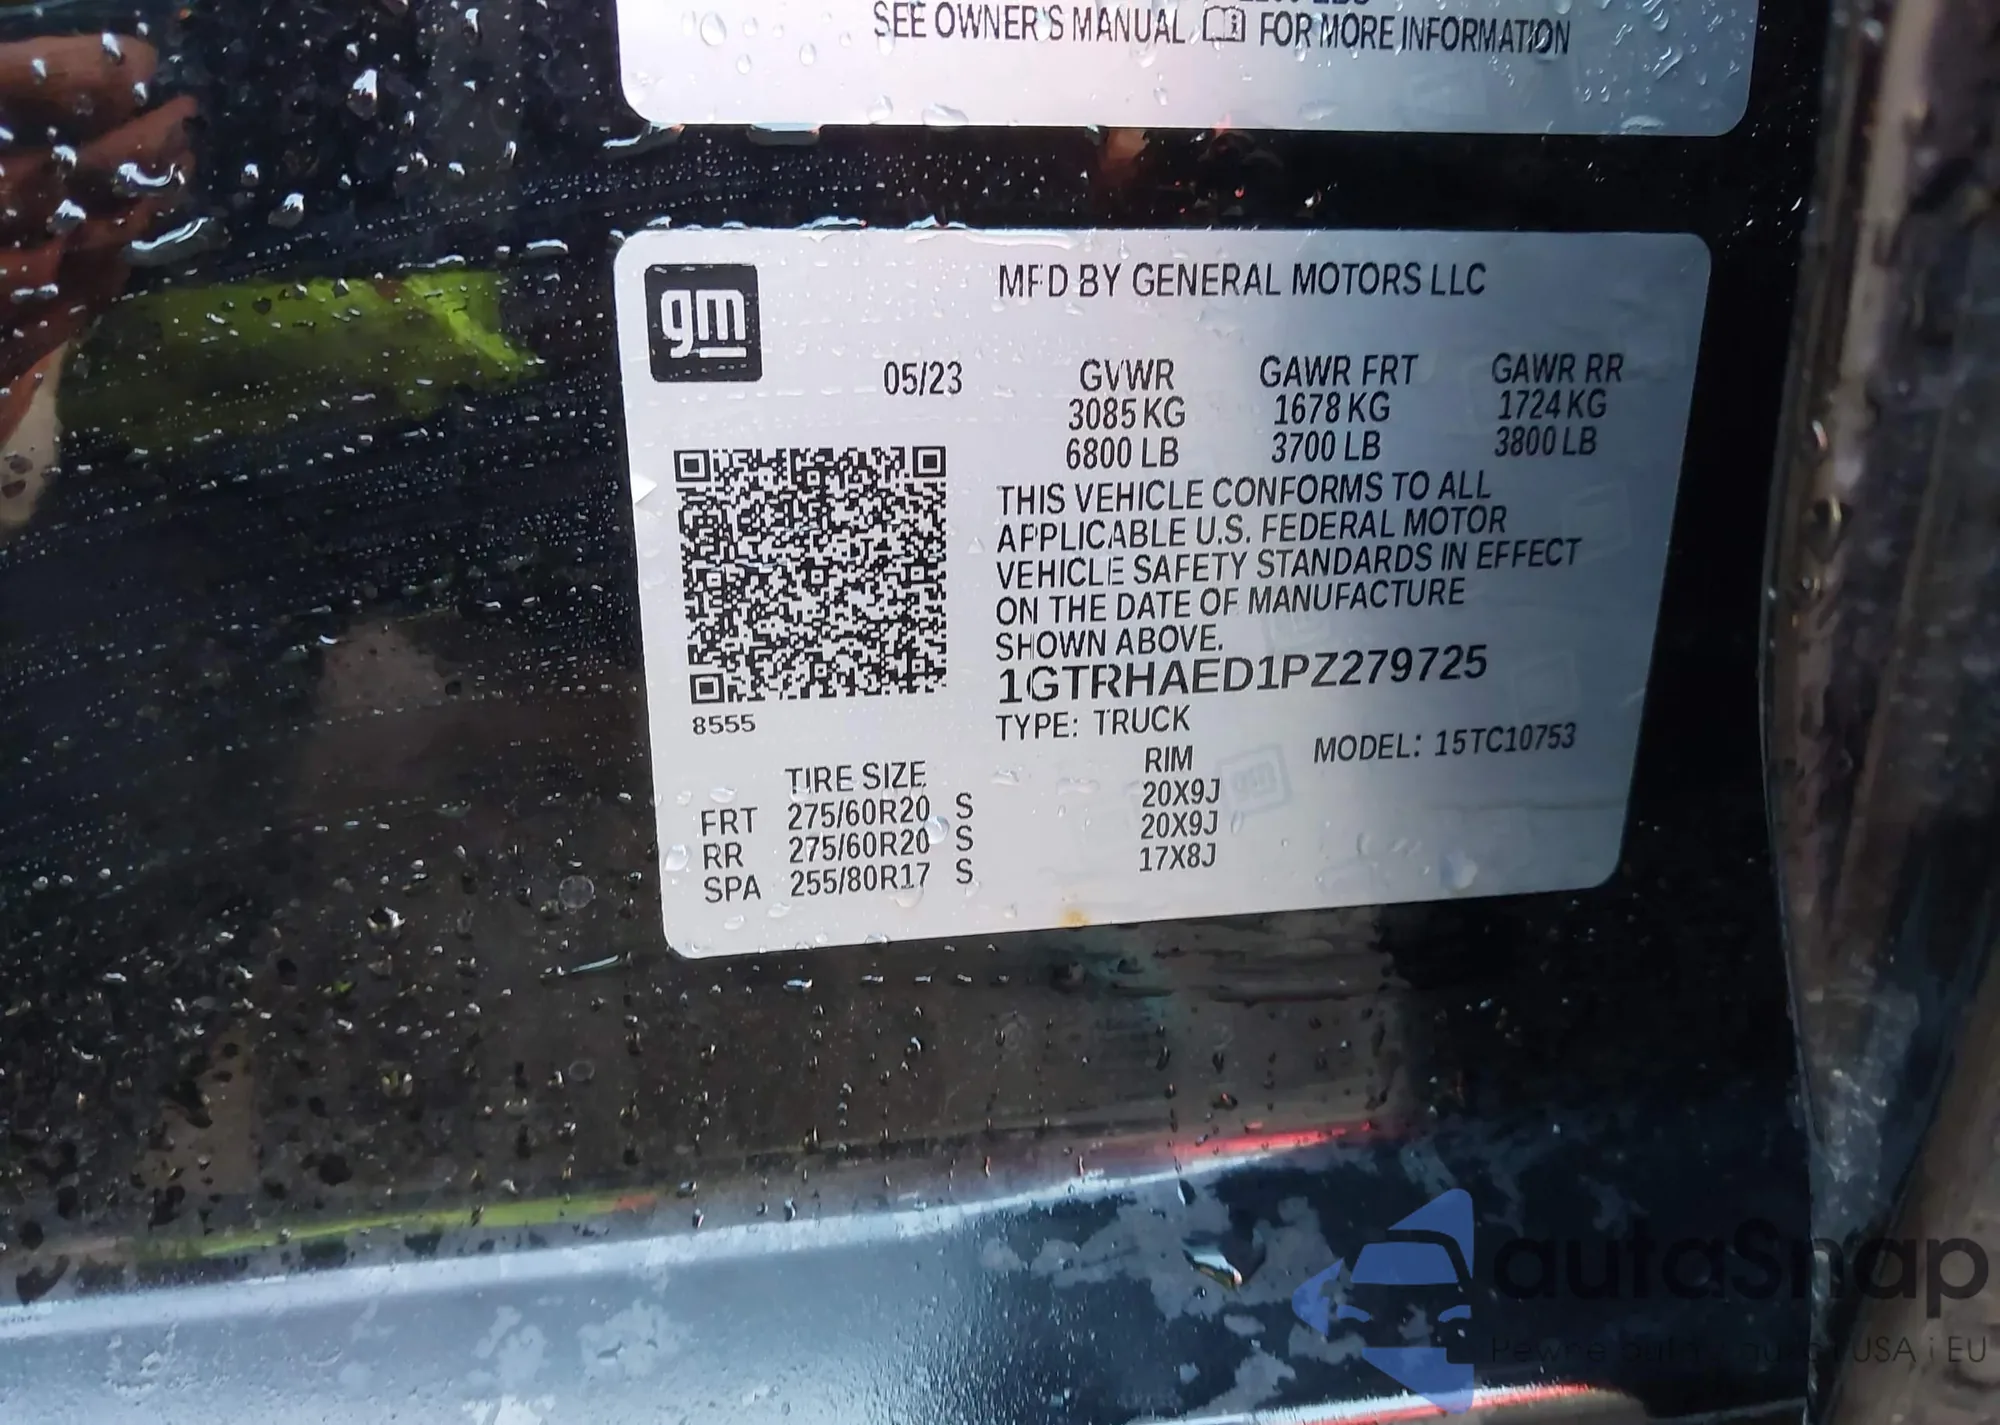 SEE OWNER'S MANUAL FOR MORE INFORMATION
gm
MFD BY GENERAL MOTORS LLC
05/23 GVWR GAWR FRT GAWR RR
3085 KG 1678 KG 1724 KG
6800 LB 3700 LB 3800 LB
THIS VEHICLE CONFORMS TO ALL
APPLICABLE U.S. FEDERAL MOTOR
VEHICLE SAFETY STANDARDS IN EFFECT
ON THE DATE OF MANUFACTURE
SHOWN ABOVE.
1GTRHAED1PZ279725
8555
TYPE: TRUCK
MODEL: 15TC10753
TIRE SIZE RIM
FRT 275/60R20 S 20X9J
RR 275/60R20 S 20X9J
SPA 255/80R17 S 17X8J
autaSnap
USA i EU